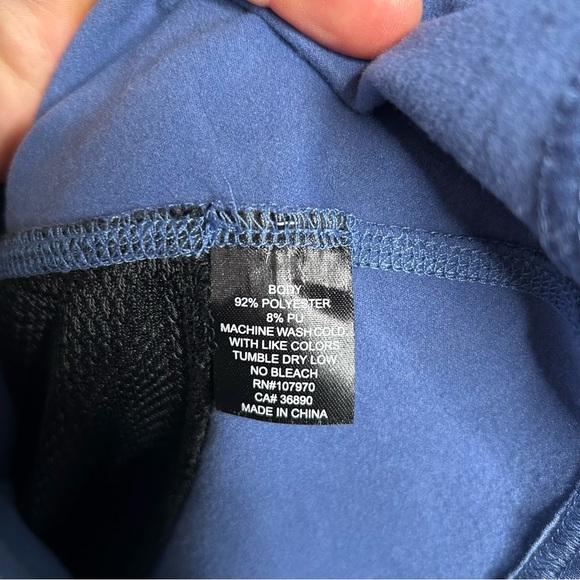 BODY
92% POLYESTER
8% PU
MACHINE WASH COLD
WITH LIKE COLORS
TUMBLE DRY LOW
NO BLEACH
RN#107970
CA# 36890
MADE IN CHINA